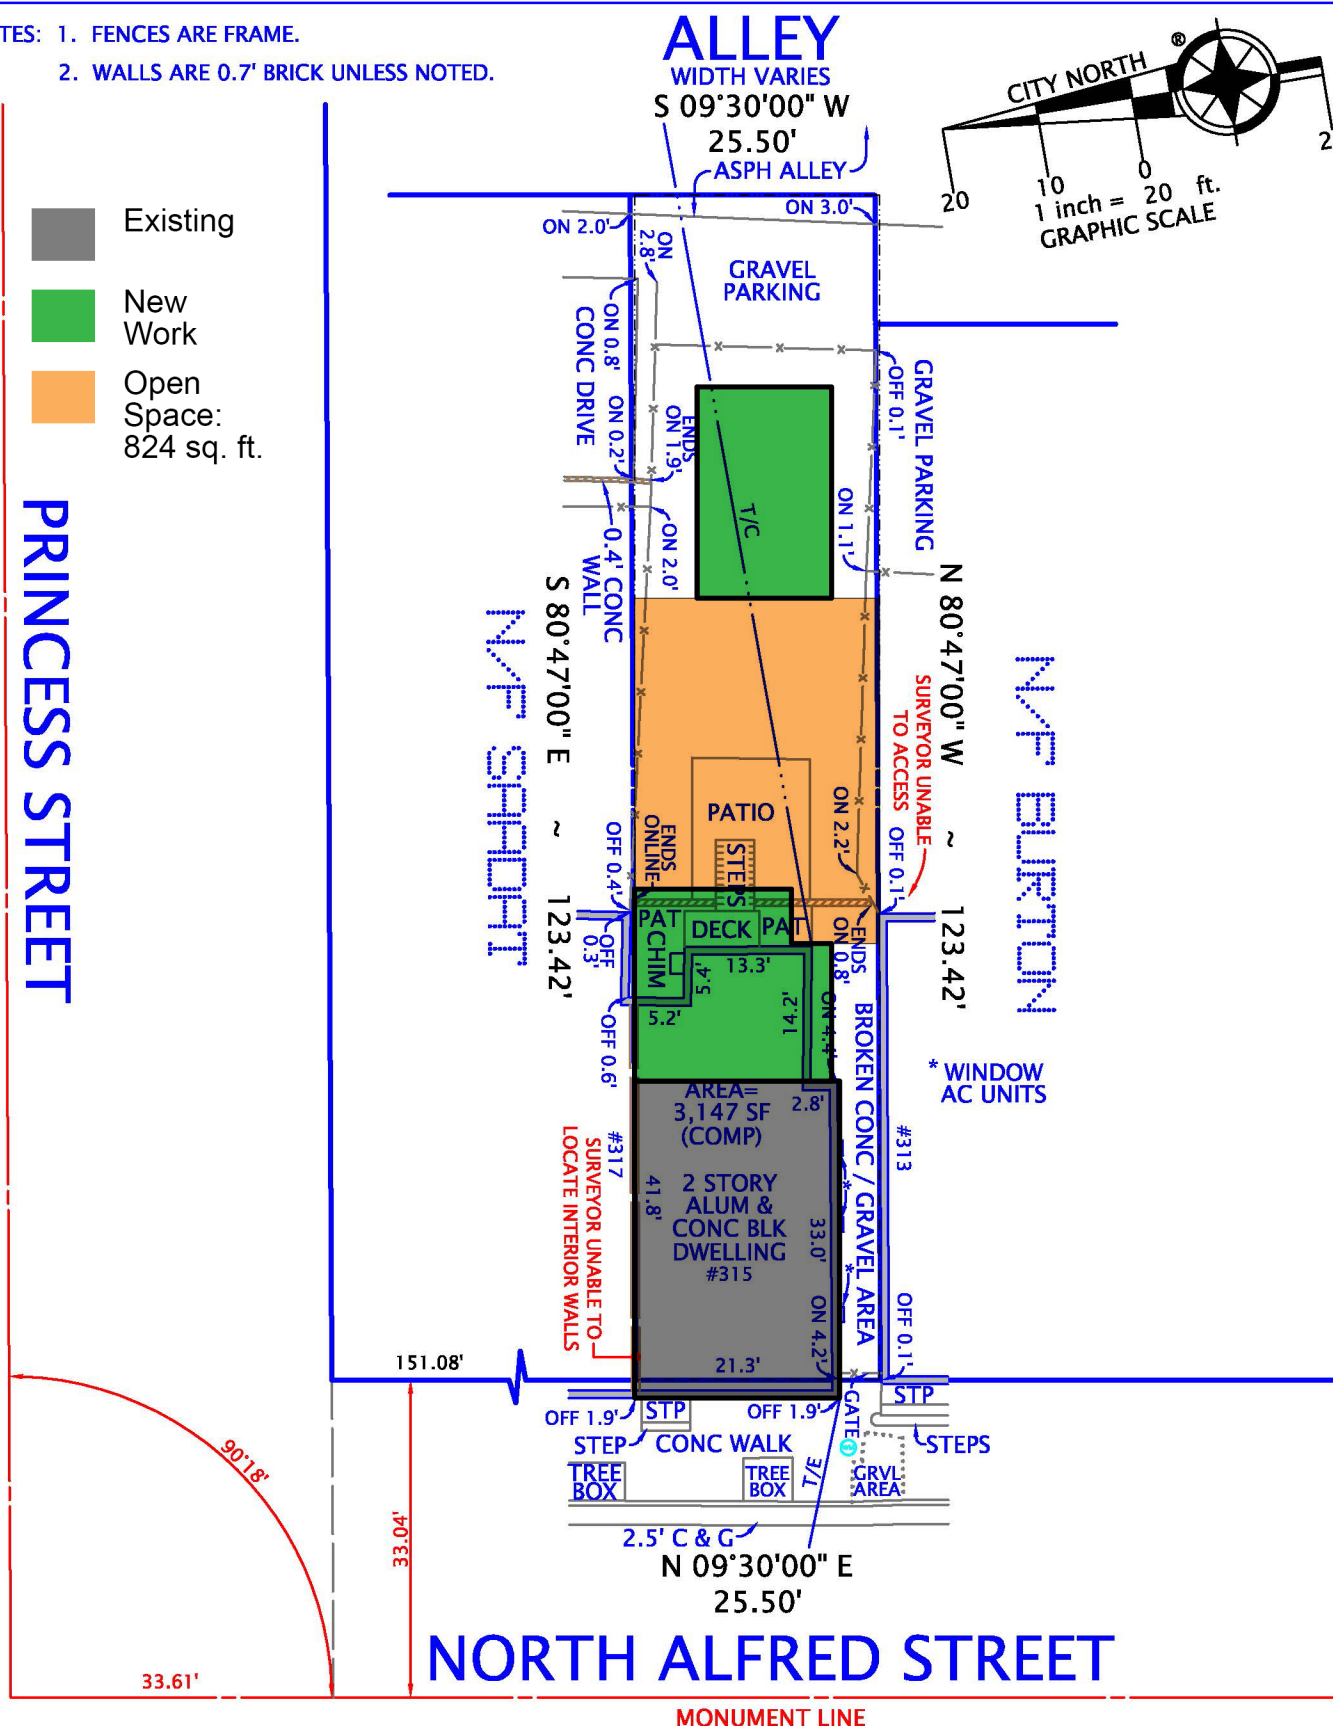 TES: 1. FENCES ARE FRAME.
2. WALLS ARE 0.7' BRICK UNLESS NOTED.
ALLEY
WIDTH VARIES
S 09°30'00" W
25.50'
ASPH ALLEY
CITY NORTH
®
20
10
0
2
1 inch = 20 ft.
GRAPHIC SCALE
Existing
New
Work
Open
Space:
824 sq. ft.
ON 2.0'
ON 3.0'
ON
2.8'
GRAVEL
PARKING
ON 0.8'
CONC DRIVE
ON 0.2'
ENDS
ON 1.9'
OFF 0.1'
GRAVEL PARKING
T/C
ON 1.1'
0.4' CONC
WALL
ON 2.0'
PRINCESS STREET
S 80°47'00" E ~ 123.42'
N/F SPADT
N 80°47'00" W ~ 123.42'
N/F BURTON
SURVEYOR UNABLE
TO ACCESS
PATIO
ON 2.2'
OFF 0.1'
ENDS
ONLINE
OFF 0.4'
STEPS
PAT
DECK
PAT
CHIM
ENDS
ON 0.8'
OFF
0.3'
13.3'
5.4'
14.2'
5.2'
ON 4.4'
OFF 0.6'
BROKEN CONC / GRAVEL AREA
* WINDOW
AC UNITS
AREA=
3,147 SF
(COMP)
2.8'
#317
#313
SURVEYOR UNABLE TO
LOCATE INTERIOR WALLS
41.8'
2 STORY
ALUM &
CONC BLK
DWELLING
#315
33.0'
*
*
ON 4.2'
OFF 0.1'
21.3'
151.08'
OFF 1.9'
STP
OFF 1.9'
GATE
STP
STEP
CONC WALK
STEPS
TREE
BOX
TREE
BOX
T/E
GRVL
AREA
2.5' C & G
N 09°30'00" E
25.50'
90°18'
33.04'
NORTH ALFRED STREET
33.61'
MONUMENT LINE